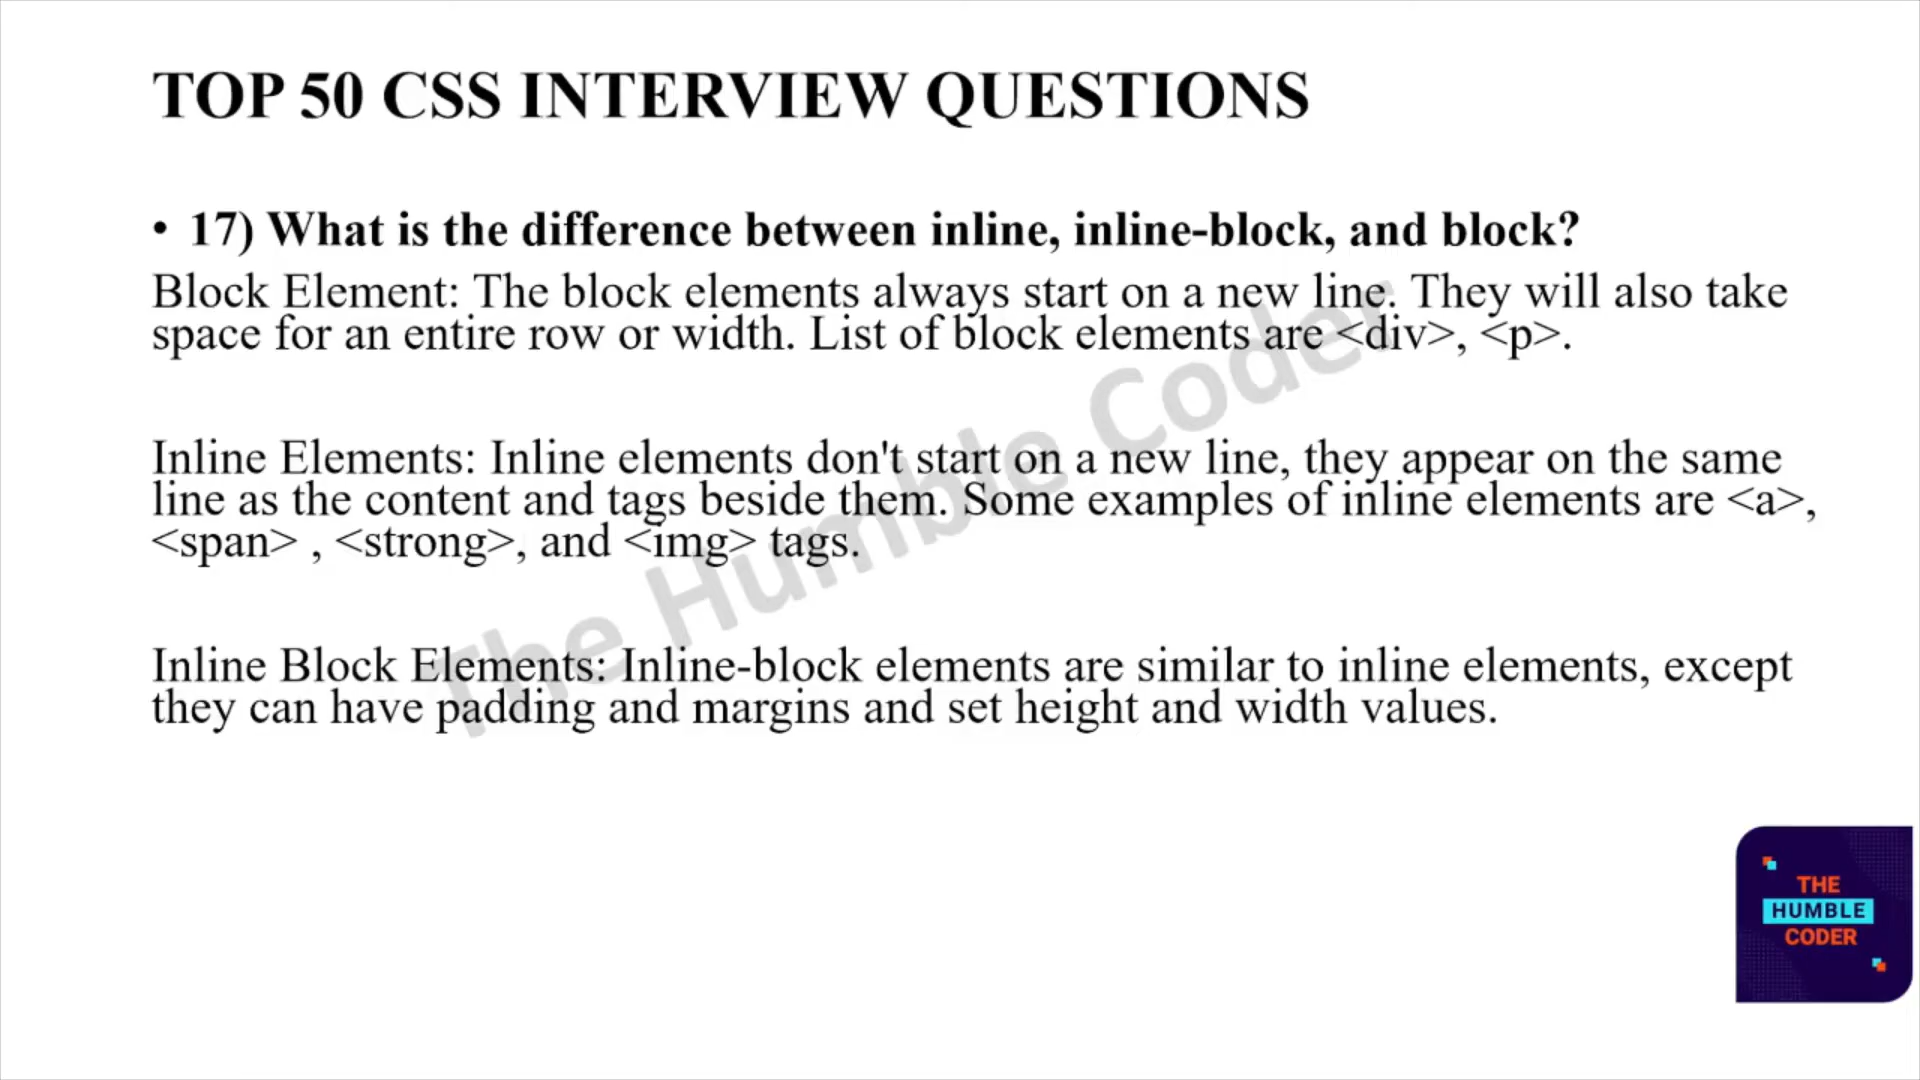 TOP 50 CSS INTERVIEW QUESTIONS
• 17) What is the difference between inline, inline-block, and block?
Block Element: The block elements always start on a new line. They will also take
space for an entire row or width. List of block elements are <div>, <p>.
Inline Elements: Inline elements don't start on a new line, they appear on the same
line as the content and tags beside them. Some examples of inline elements are <a>,
<span> , <strong>, and <img> tags.
Inline Block Elements: Inline-block elements are similar to inline elements, except
they can have padding and margins and set height and width values.
The Humble Coder
THE
HUMBLE
CODER